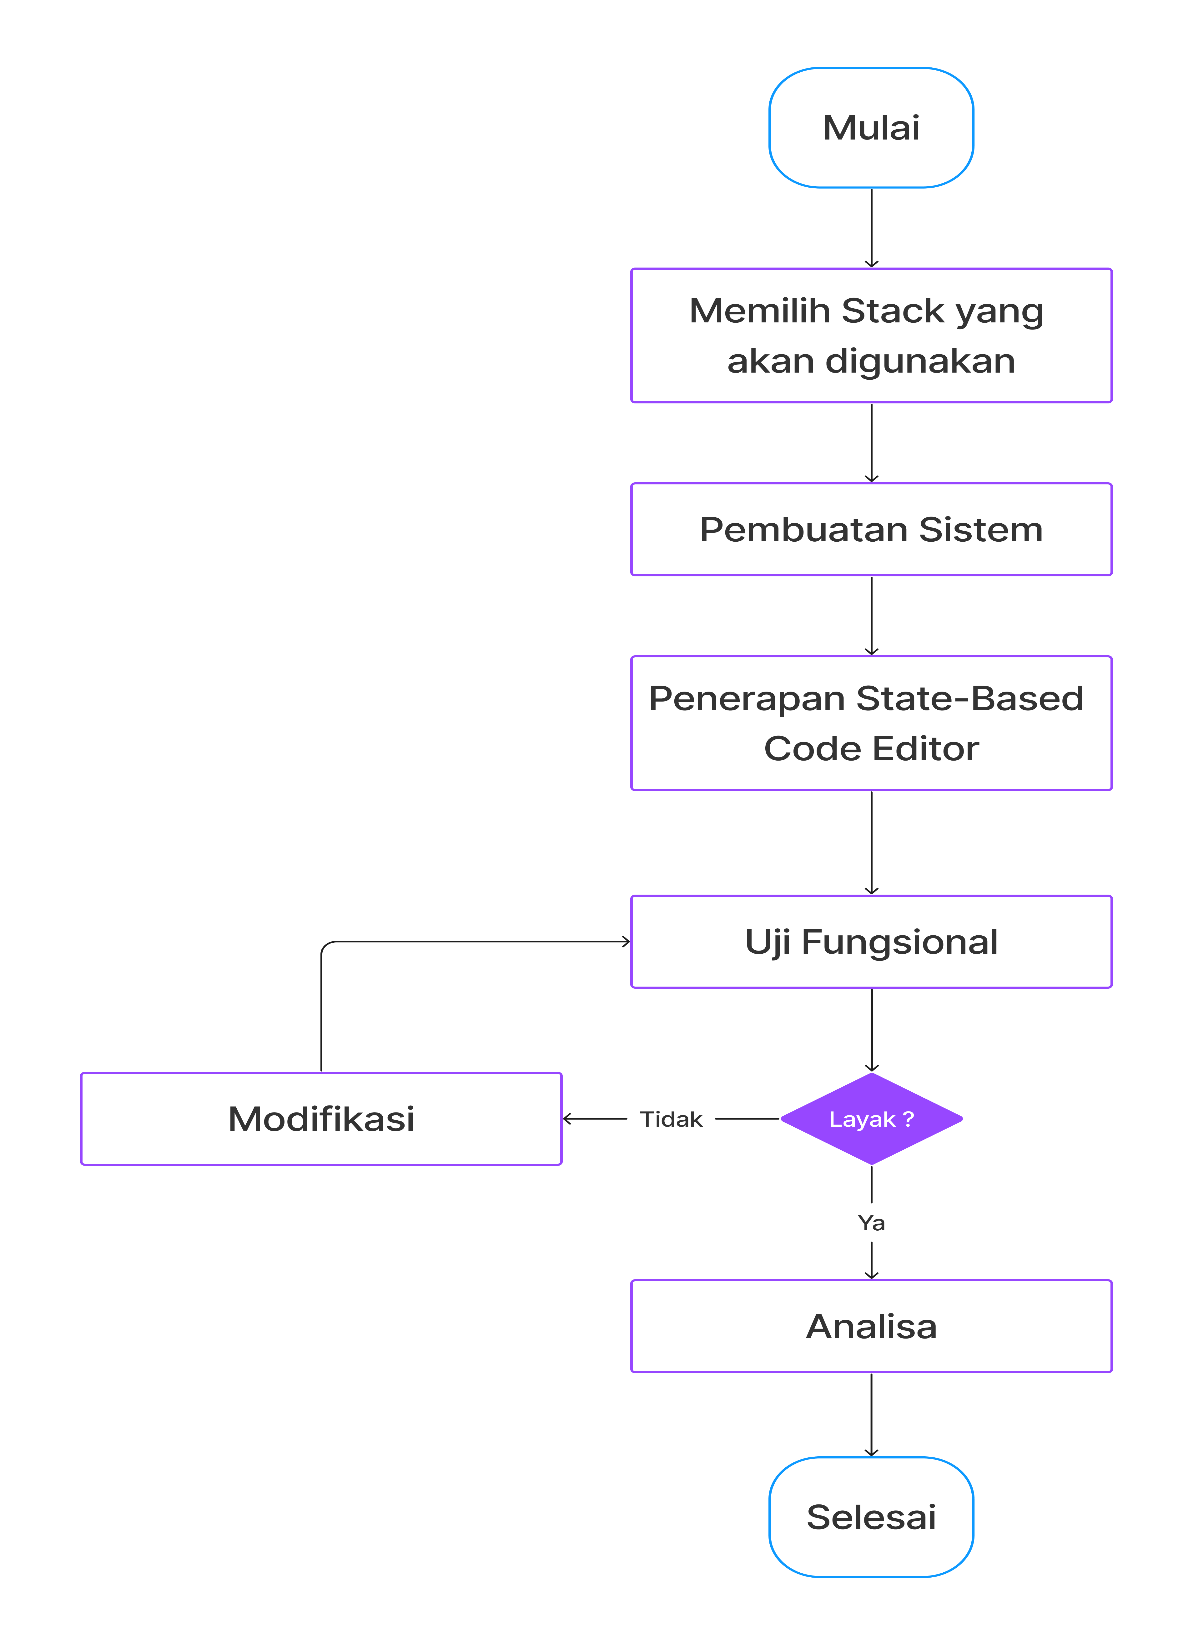 Mulai
Memilih Stack yang
akan digunakan
Pembuatan Sistem
Penerapan State-Based
Code Editor
Uji Fungsional
Modifikasi
Tidak
Layak ?
Ya
Analisa
Selesai